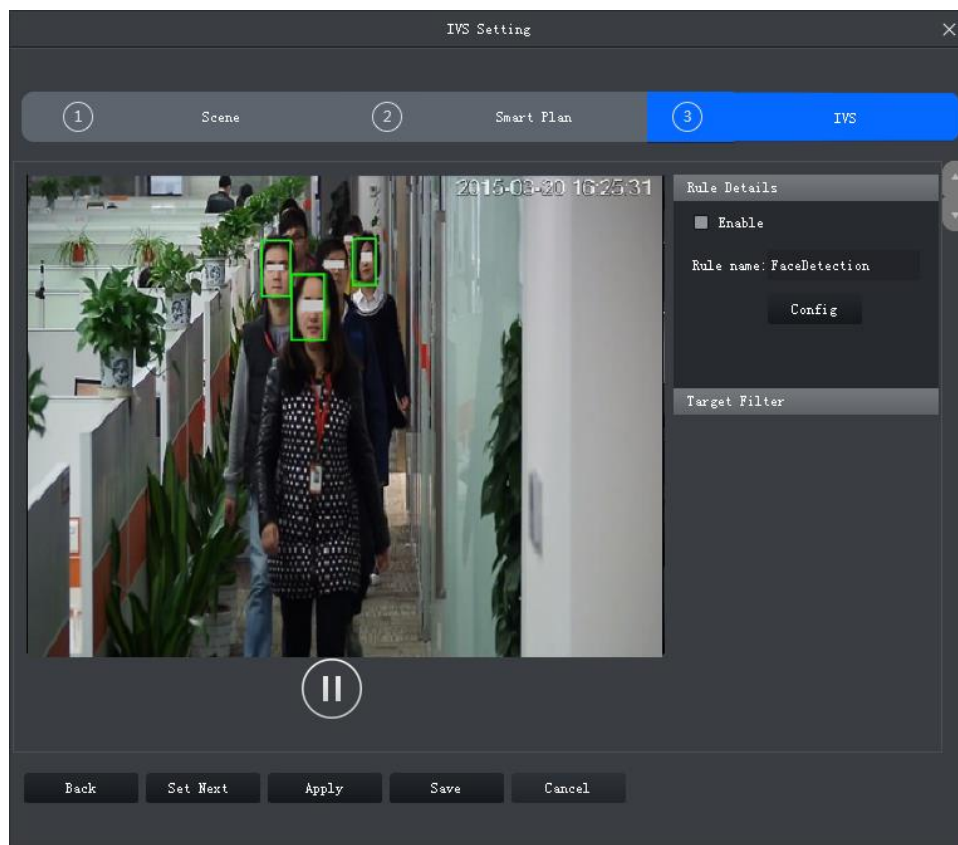 IVS Setting
1 Scene 2 Smart Plan 3 IVS
2015-03-20 16:25:31
Rule Details
Enable
Rule name: FaceDetection
Config
Target Filter
Back Set Next Apply Save Cancel